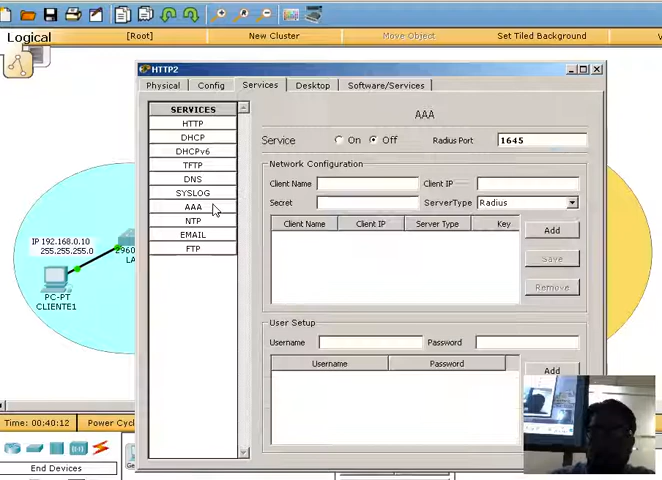 Logical
[Root]
New Cluster
Move Object
Set Tiled Background
HTTP2
Physical
Config
Services
Desktop
Software/Services
SERVICES
HTTP
DHCP
DHCPv6
TFTP
DNS
SYSLOG
AAA
NTP
EMAIL
FTP
AAA
Service
On
Off
Radius Port
1645
Network Configuration
Client Name
Client IP
Secret
ServerType
Radius
Client Name
Client IP
Server Type
Key
Add
Save
Remove
User Setup
Username
Password
Username
Password
Add
IP 192.168.0.10
255.255.255.0
2960
LA
PC-PT
CLIENTE1
Time: 00:40:12
Power Cyc
End Devices